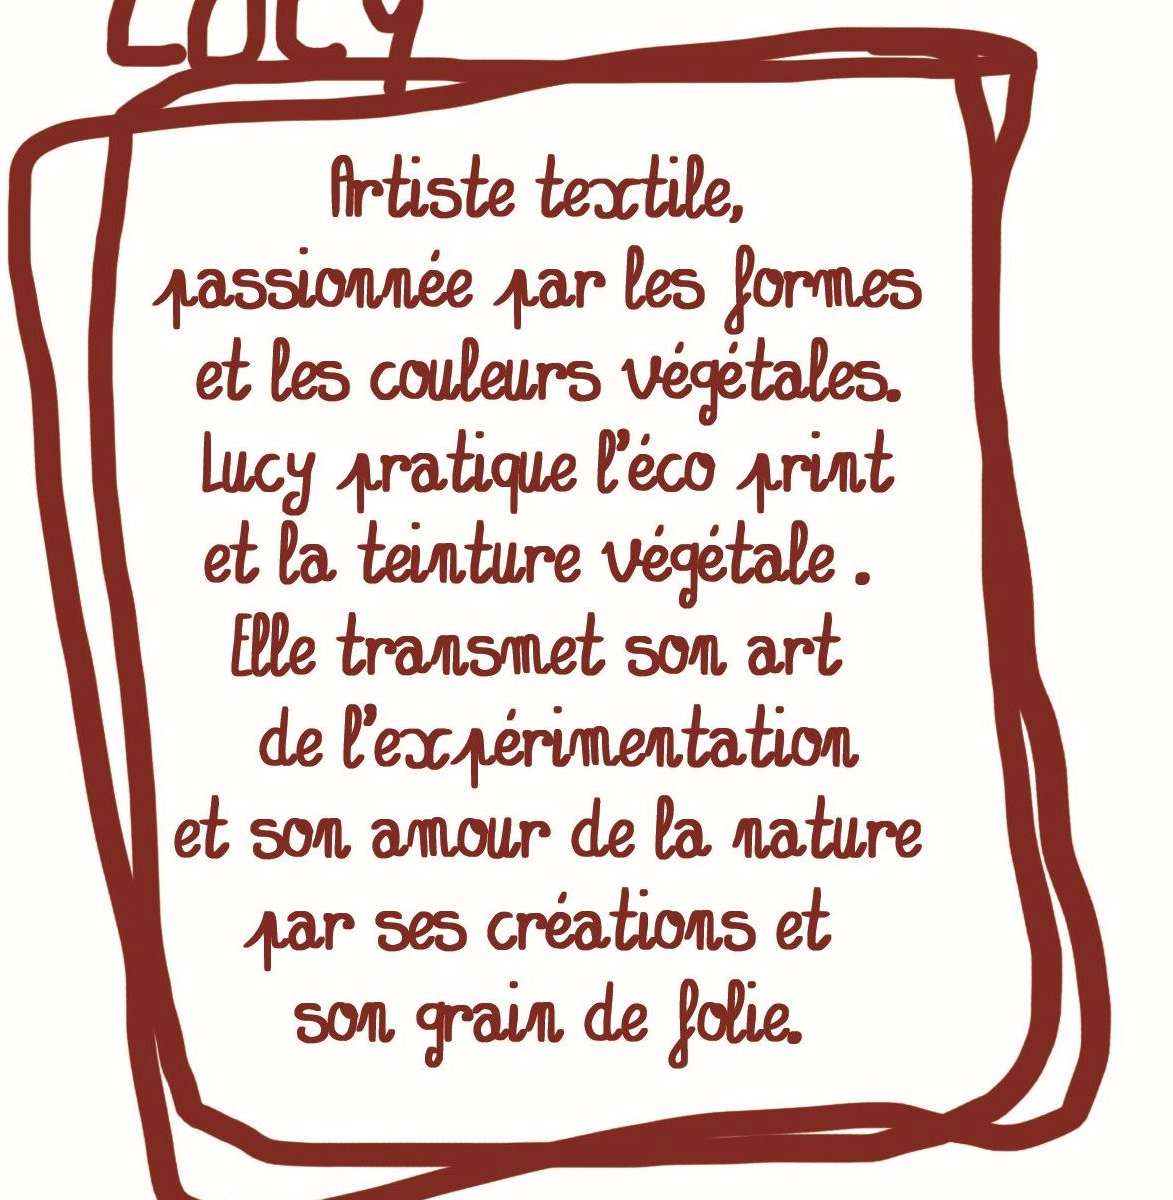 LUCY
Artiste textile,
passionnée par les formes
et les couleurs végétales.
Lucy pratique l'éco print
et la teinture végétale .
Elle transmet son art
de l'expérimentation
et son amour de la nature
par ses créations et
son grain de folie.